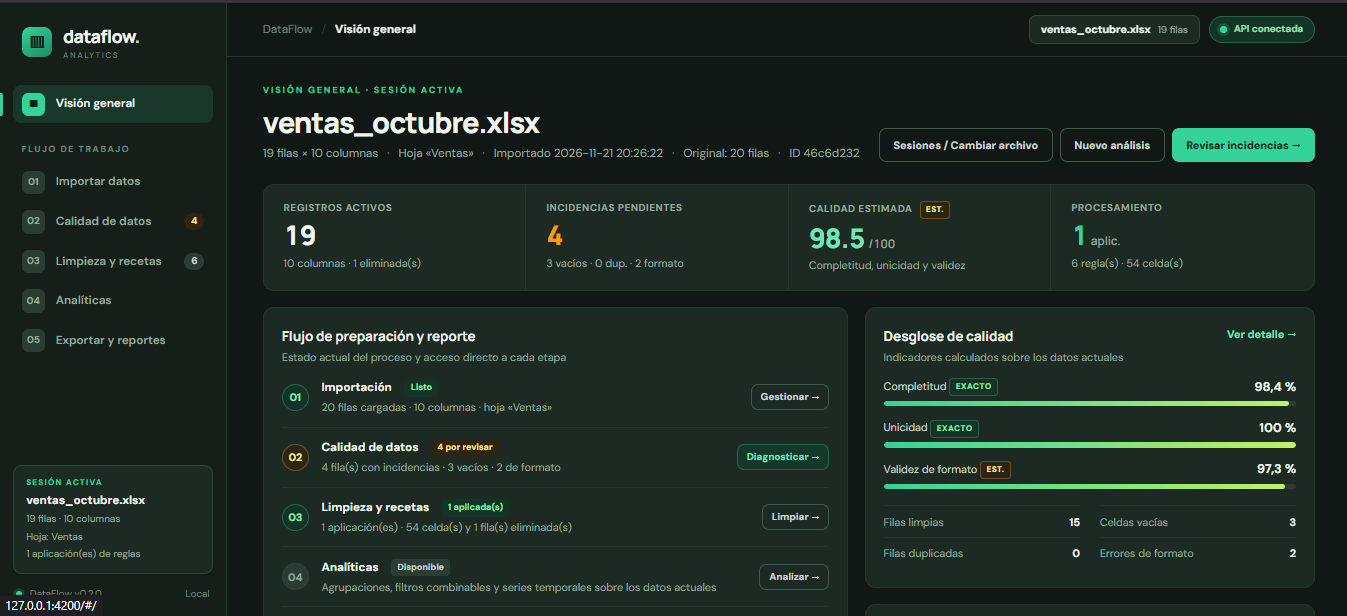 dataflow.
ANALYTICS
Visión general
FLUJO DE TRABAJO
01 Importar datos
02 Calidad de datos 4
03 Limpieza y recetas 6
04 Analíticas
05 Exportar y reportes
SESIÓN ACTIVA
ventas_octubre.xlsx
19 filas · 10 columnas
Hoja: Ventas
1 aplicación(es) de reglas
DataFlow v0.2.0 Local
127.0.0.1:4200/#/
DataFlow / Visión general
ventas_octubre.xlsx 19 filas
API conectada
VISIÓN GENERAL · SESIÓN ACTIVA
ventas_octubre.xlsx
19 filas × 10 columnas · Hoja «Ventas» · Importado 2026-11-21 20:26:22 · Original: 20 filas · ID 46c6d232
Sesiones / Cambiar archivo
Nuevo análisis
Revisar incidencias →
REGISTROS ACTIVOS
19
10 columnas · 1 eliminada(s)
INCIDENCIAS PENDIENTES
4
3 vacíos · 0 dup. · 2 formato
CALIDAD ESTIMADA EST.
98.5 /100
Completitud, unicidad y validez
PROCESAMIENTO
1 aplic.
6 regla(s) · 54 celda(s)
Flujo de preparación y reporte
Estado actual del proceso y acceso directo a cada etapa
01 Importación Listo
20 filas cargadas · 10 columnas · hoja «Ventas»
Gestionar →
02 Calidad de datos 4 por revisar
4 fila(s) con incidencias · 3 vacíos · 2 de formato
Diagnosticar →
03 Limpieza y recetas 1 aplicada(s)
1 aplicación(es) · 54 celda(s) y 1 fila(s) eliminada(s)
Limpiar →
04 Analíticas Disponible
Agrupaciones, filtros combinables y series temporales sobre los datos actuales
Analizar →
Desglose de calidad Ver detalle →
Indicadores calculados sobre los datos actuales
Completitud EXACTO 98,4 %
Unicidad EXACTO 100 %
Validez de formato EST. 97,3 %
Filas limpias 15 Celdas vacías 3
Filas duplicadas 0 Errores de formato 2